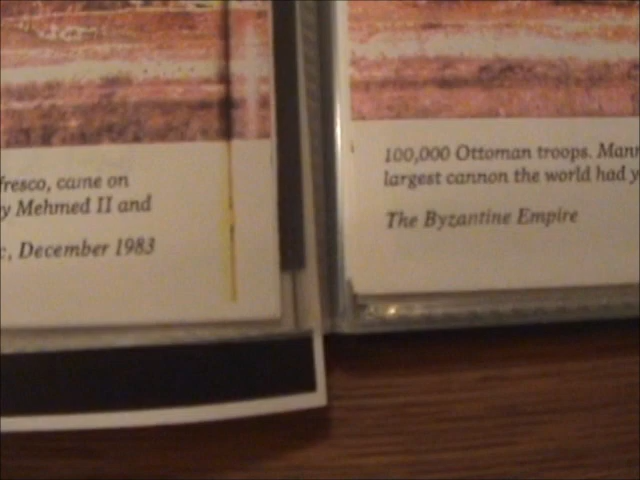 fresco, came on
y Mehmed II and
c, December 1983
100,000 Ottoman troops. Mann
largest cannon the world had y
The Byzantine Empire